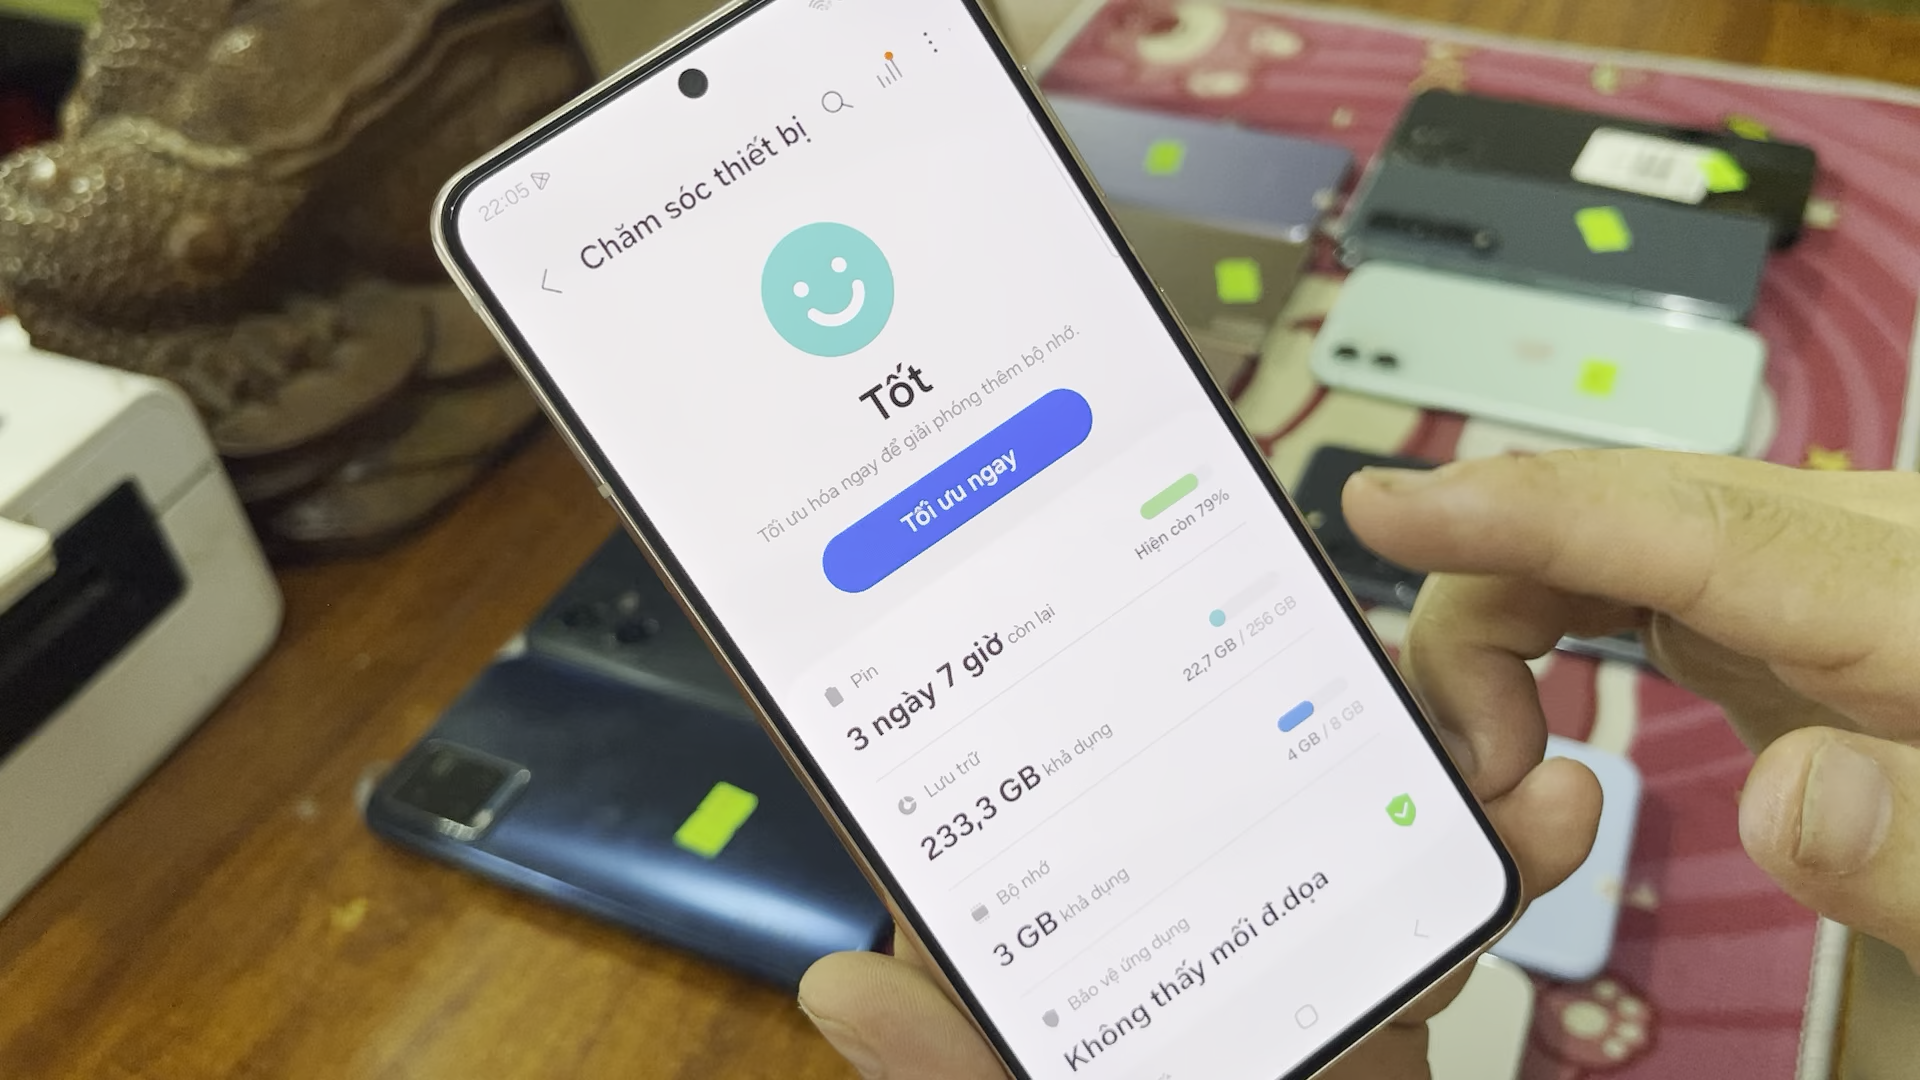 22:05
Chăm sóc thiết bị
Tốt
Tối ưu hóa ngay để giải phóng thêm bộ nhớ.
Tối ưu ngay
Pin
3 ngày 7 giờ còn lại
Hiện còn 79%
Lưu trữ
233,3 GB khả dụng
22,7 GB / 256 GB
Bộ nhớ
3 GB khả dụng
4 GB / 8 GB
Bảo vệ ứng dụng
Không thấy mối đ.dọa